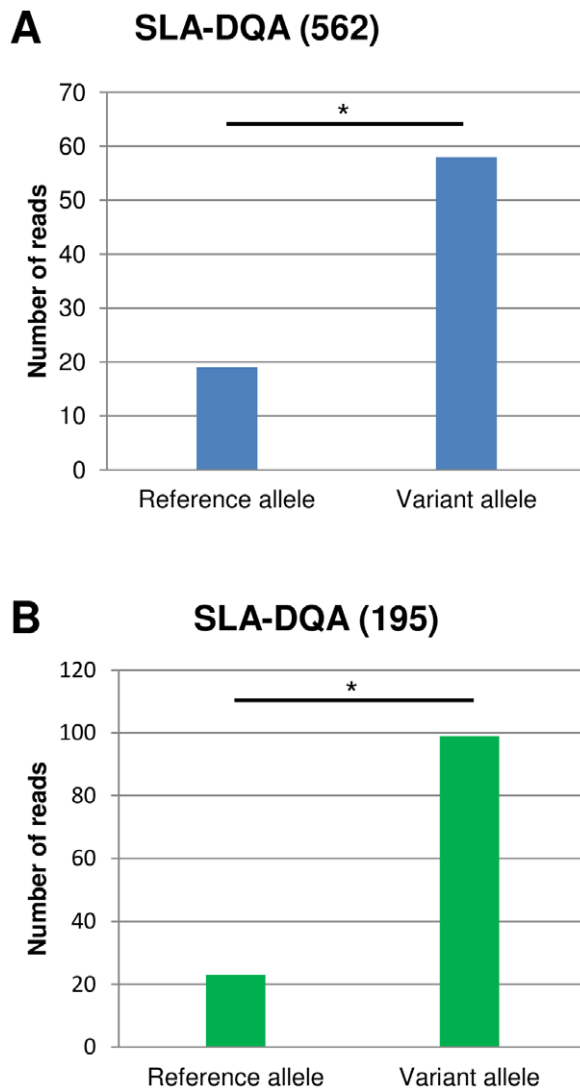 A SLA-DQA (562)
70
*
60
50
40
30
20
10
0
Number of reads
Reference allele Variant allele
B SLA-DQA (195)
120
*
100
80
60
40
20
0
Number of reads
Reference allele Variant allele